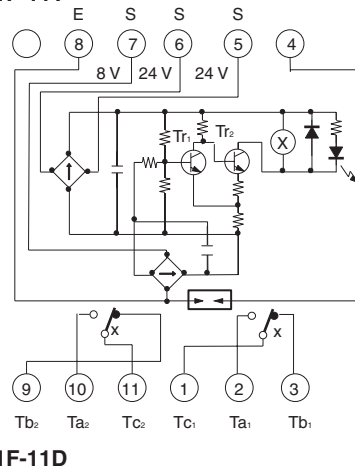 E S S S
8 7 6 5 4
8 V 24 V 24 V
Tr₁ Tr₂
X
x x
9 10 11 1 2 3
Tb₂ Ta₂ Tc₂ Tc₁ Ta₁ Tb₁
1F-11D